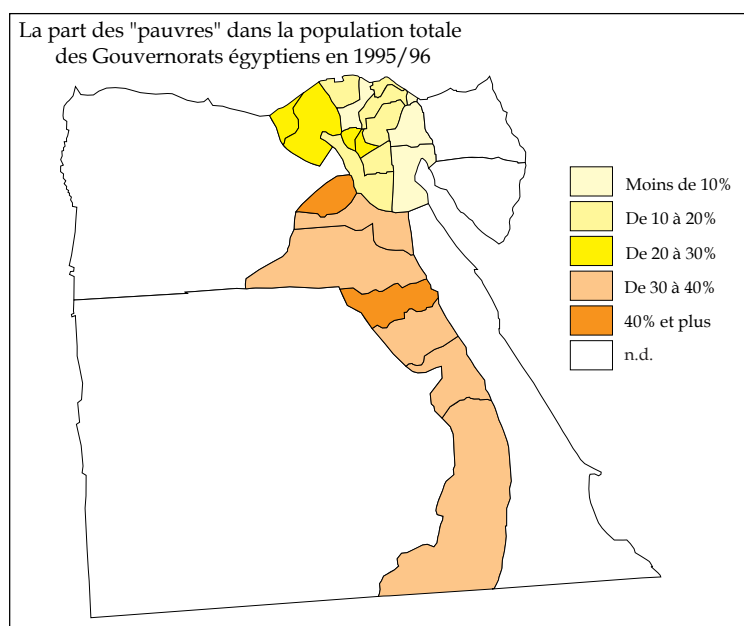 La part des "pauvres" dans la population totale
des Gouvernorats égyptiens en 1995/96
Moins de 10%
De 10 à 20%
De 20 à 30%
De 30 à 40%
40% et plus
n.d.